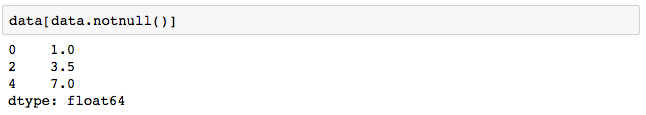 data[data.notnull()]
0    1.0
2    3.5
4    7.0
dtype: float64